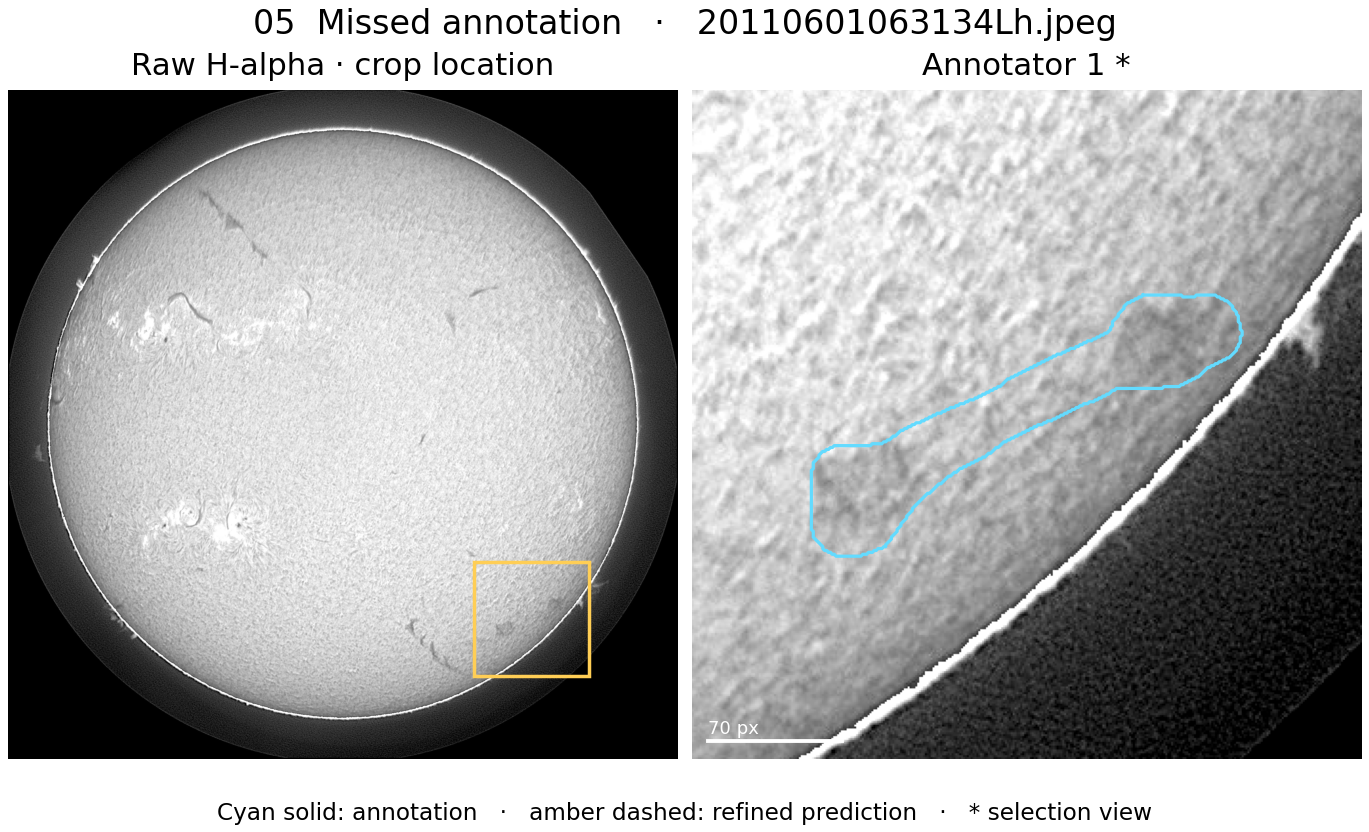 05  Missed annotation   ·   20110601063134Lh.jpeg
Raw H-alpha · crop location
Annotator 1 *
70 px
Cyan solid: annotation   ·   amber dashed: refined prediction   ·   * selection view